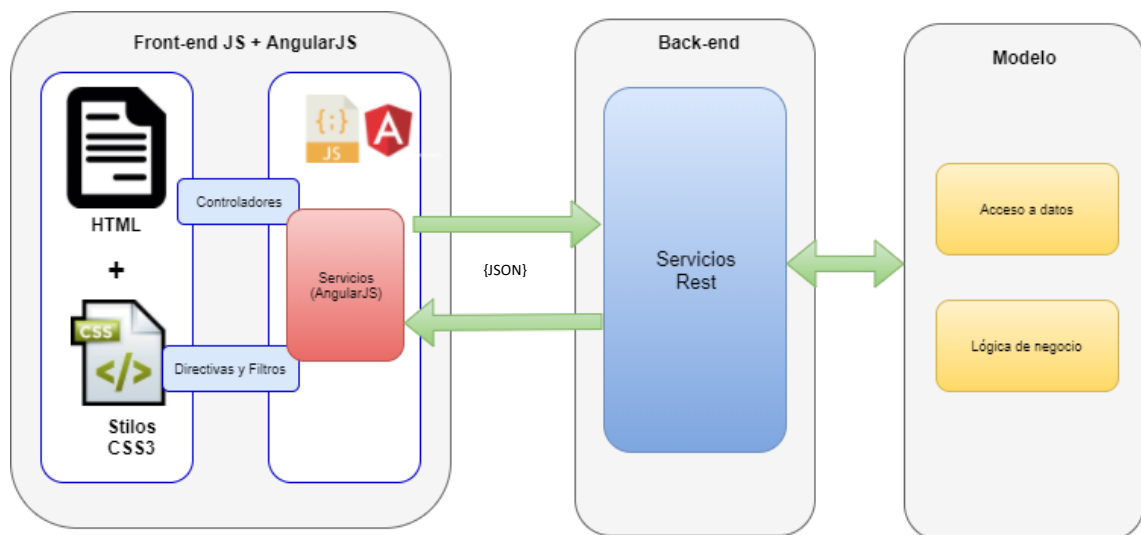 Front-end JS + AngularJS
HTML
+
CSS
</>
Stilos
CSS3
Controladores
Directivas y Filtros
{;}
JS
A
Servicios
(AngularJS)
{JSON}
Back-end
Servicios
Rest
Modelo
Acceso a datos
Lógica de negocio